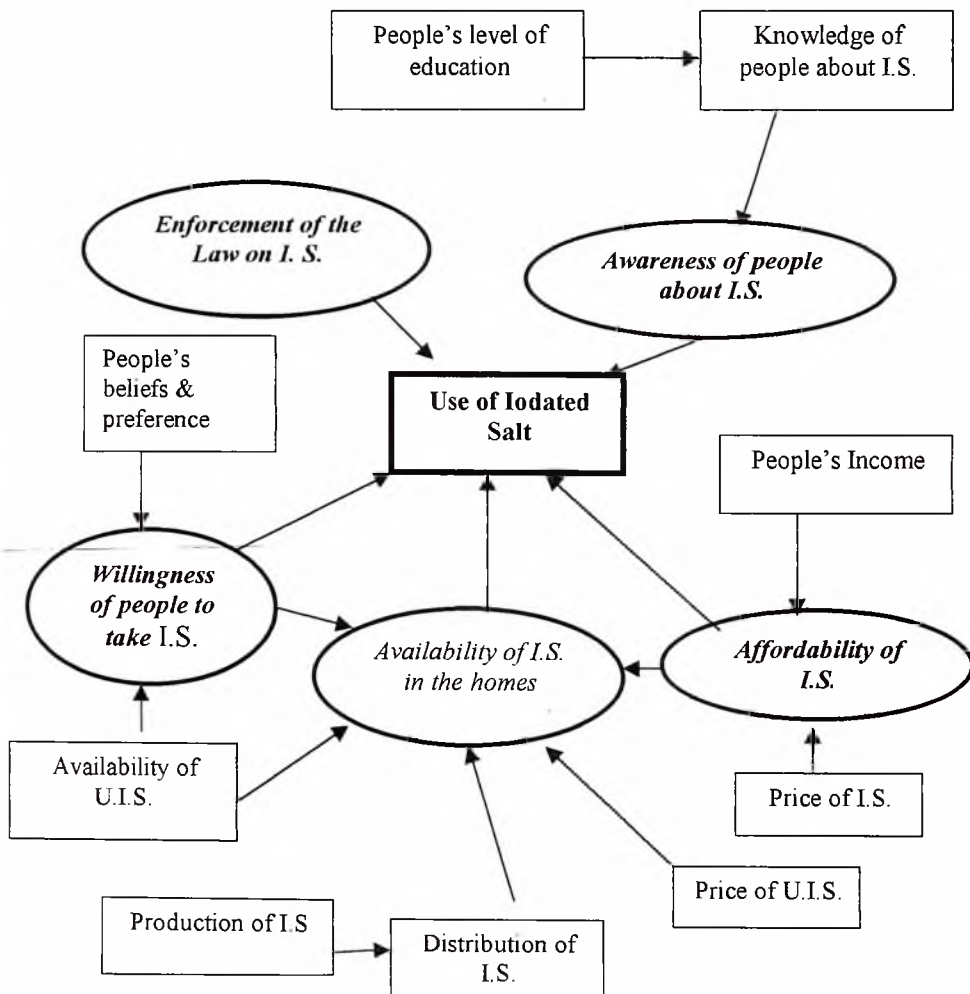 People's level of
education
Knowledge of
people about I.S.
Enforcement of the
Law on I. S.
Awareness of people
about I.S.
People's
beliefs &
preference
Use of Iodated
Salt
People's Income
Willingness
of people to
take I.S.
Availability of I.S.
in the homes
Affordability of
I.S.
Availability of
U.I.S.
Price of I.S.
Price of U.I.S.
Production of I.S
Distribution of
I.S.